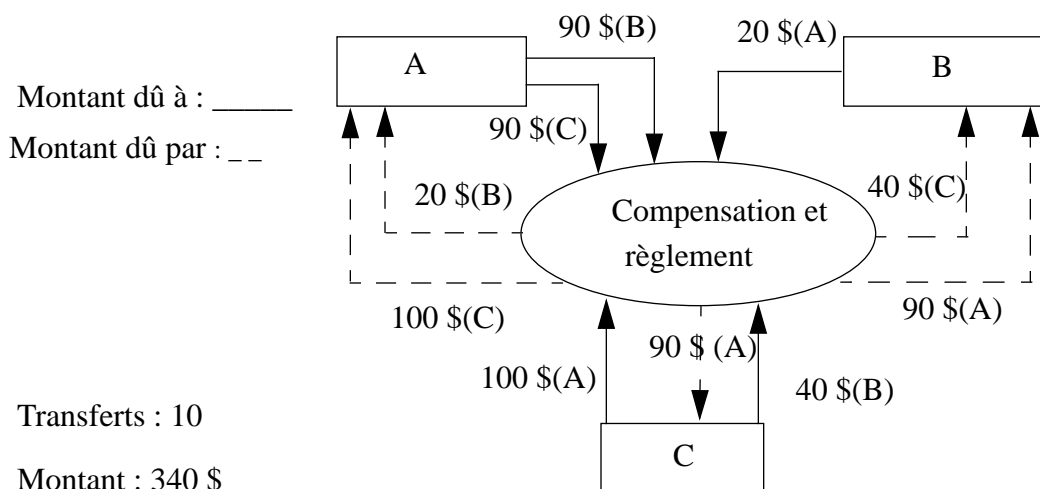 90 $(B)
20 $(A)
A
B
Montant dû à : _____
90 $(C)
Montant dû par : _ _
20 $(B)
40 $(C)
Compensation et
règlement
100 $(C)
90 $(A)
90 $ (A)
100 $(A)
40 $(B)
Transferts : 10
C
Montant : 340 $